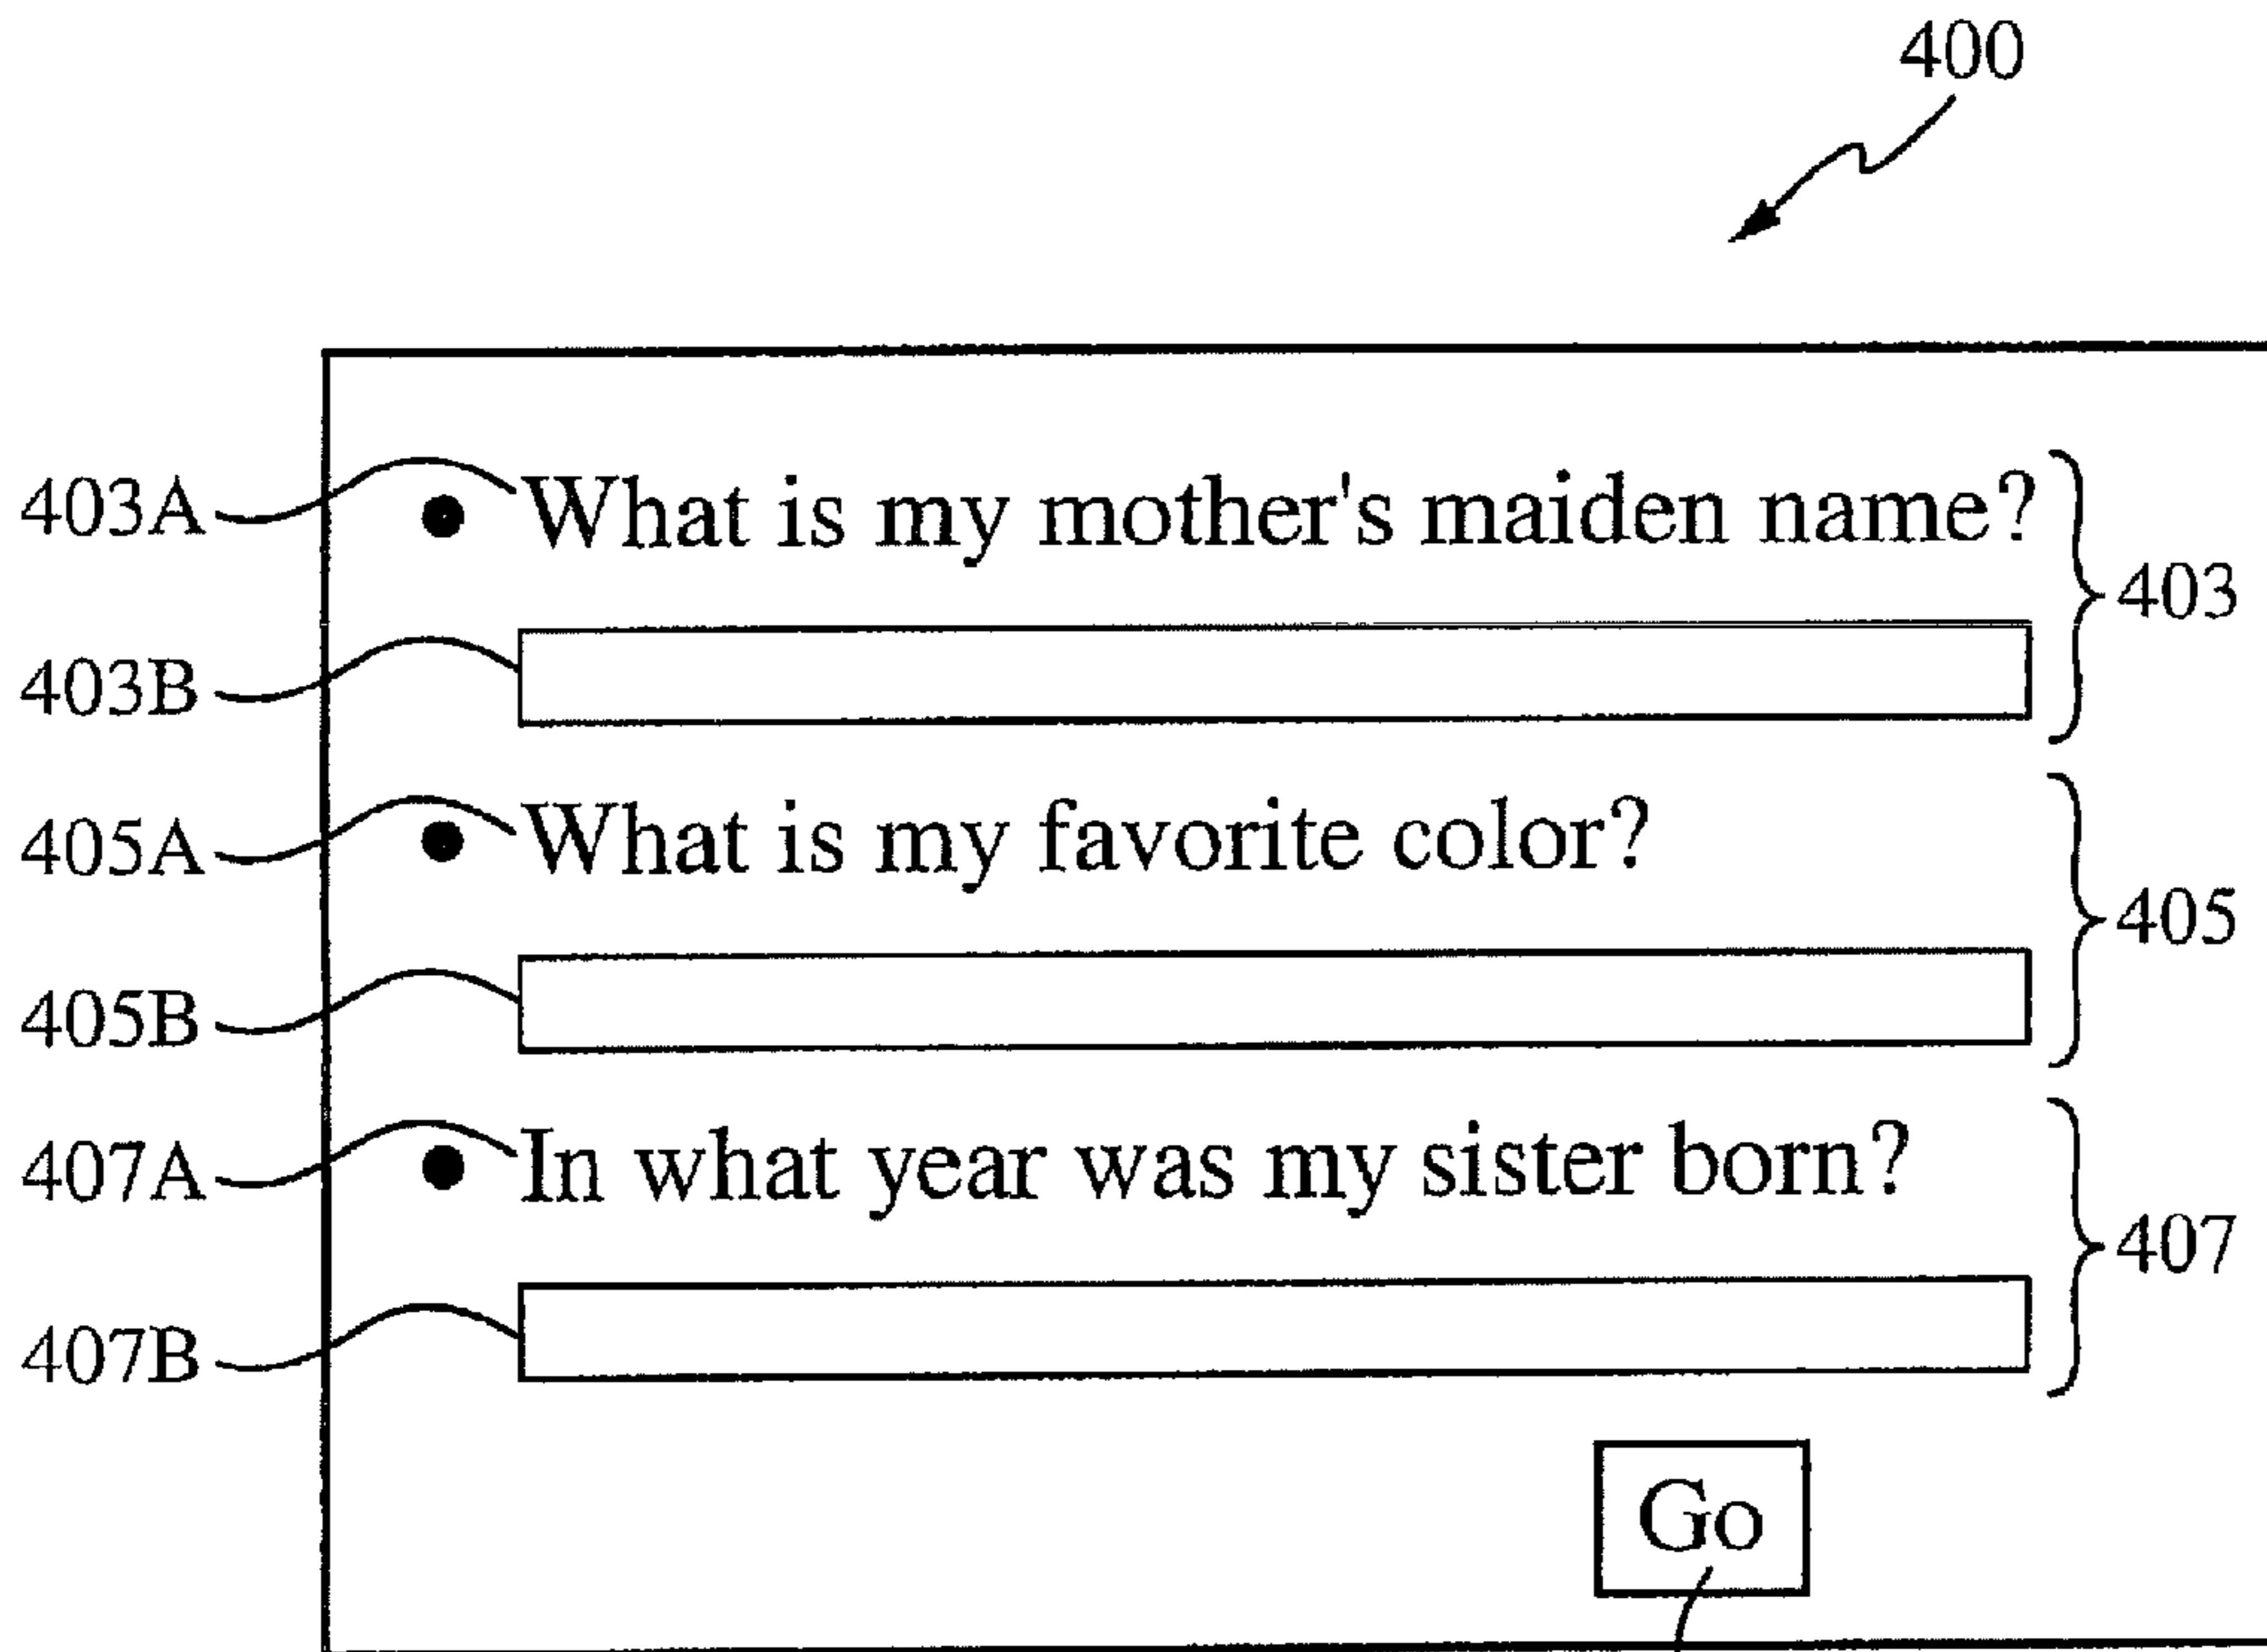 400
403A What is my mother's maiden name?
403
403B
405A What is my favorite color?
405
405B
407A In what year was my sister born?
407
407B
Go